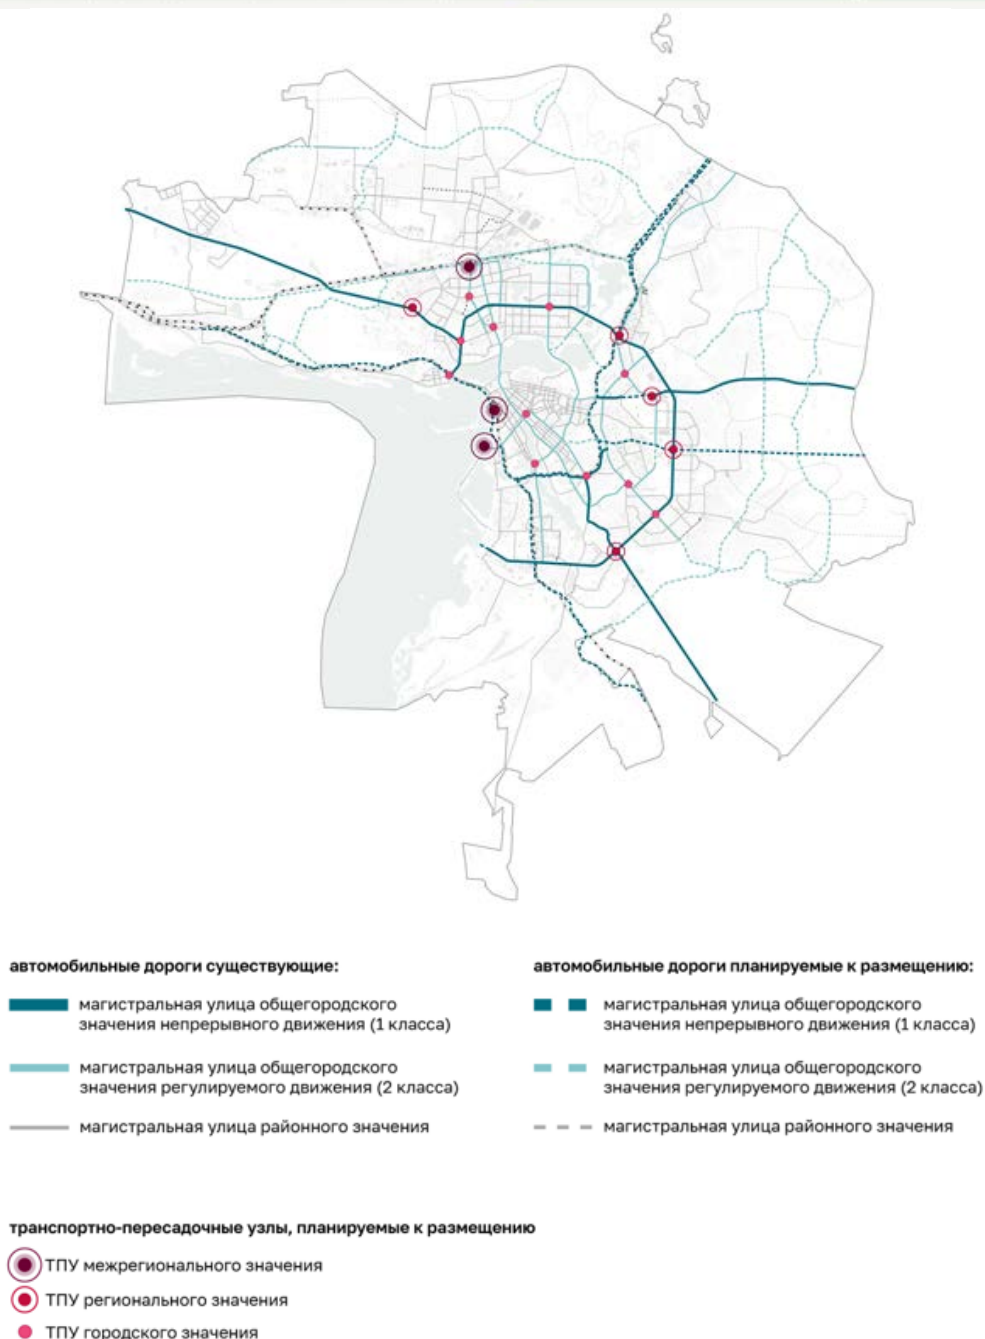 автомобильные дороги существующие:
магистральная улица общегородского
значения непрерывного движения (1 класса)
магистральная улица общегородского
значения регулируемого движения (2 класса)
магистральная улица районного значения
автомобильные дороги планируемые к размещению:
магистральная улица общегородского
значения непрерывного движения (1 класса)
магистральная улица общегородского
значения регулируемого движения (2 класса)
магистральная улица районного значения
транспортно-пересадочные узлы, планируемые к размещению
ТПУ межрегионального значения
ТПУ регионального значения
ТПУ городского значения